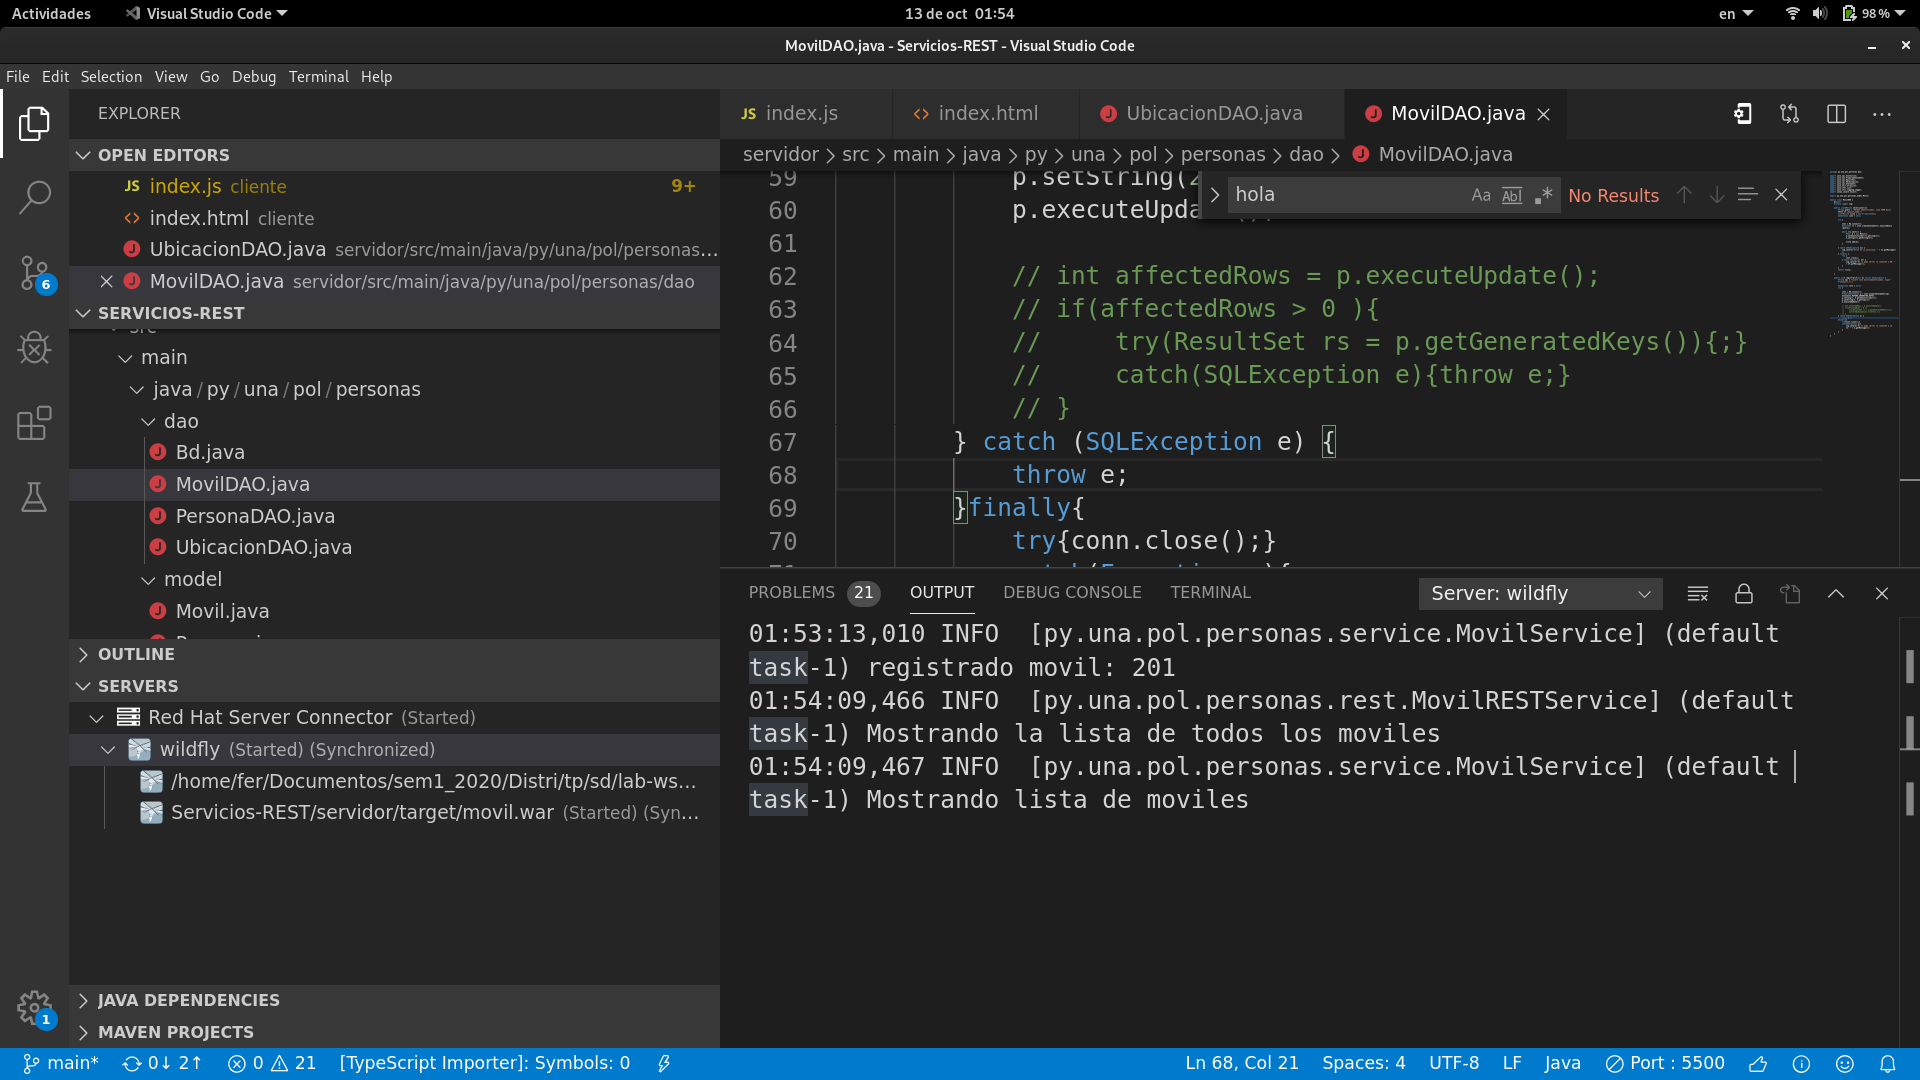 Actividades
Visual Studio Code
13 de oct 01:54
en
98 %
MovilDAO.java - Servicios-REST - Visual Studio Code
File Edit Selection View Go Debug Terminal Help
EXPLORER
OPEN EDITORS
JS index.js cliente 9+
<> index.html cliente
J UbicacionDAO.java servidor/src/main/java/py/una/pol/personas...
J MovilDAO.java servidor/src/main/java/py/una/pol/personas/dao
SERVICIOS-REST
src
main
java / py / una / pol / personas
dao
J Bd.java
J MovilDAO.java
J PersonaDAO.java
J UbicacionDAO.java
model
J Movil.java
OUTLINE
SERVERS
Red Hat Server Connector (Started)
wildfly (Started) (Synchronized)
/home/fer/Documentos/sem1_2020/Distri/tp/sd/lab-ws...
Servicios-REST/servidor/target/movil.war (Started) (Syn...
JAVA DEPENDENCIES
MAVEN PROJECTS
6
1
JS index.js
<> index.html
J UbicacionDAO.java
J MovilDAO.java
servidor > src > main > java > py > una > pol > personas > dao > J MovilDAO.java
hola
Aa Abl .*
No Results
59 p.setString(2
60 p.executeUpda
61
62 // int affectedRows = p.executeUpdate();
63 // if(affectedRows > 0 ){
64 //     try(ResultSet rs = p.getGeneratedKeys()){;}
65 //     catch(SQLException e){throw e;}
66 // }
67 } catch (SQLException e) {
68 throw e;
69 }finally{
70 try{conn.close();}
PROBLEMS 21 OUTPUT DEBUG CONSOLE TERMINAL
Server: wildfly
01:53:13,010 INFO  [py.una.pol.personas.service.MovilService] (default
task-1) registrado movil: 201
01:54:09,466 INFO  [py.una.pol.personas.rest.MovilRESTService] (default
task-1) Mostrando la lista de todos los moviles
01:54:09,467 INFO  [py.una.pol.personas.service.MovilService] (default
task-1) Mostrando lista de moviles
main* 0↓ 2↑ 0 21 [TypeScript Importer]: Symbols: 0
Ln 68, Col 21 Spaces: 4 UTF-8 LF Java Port : 5500